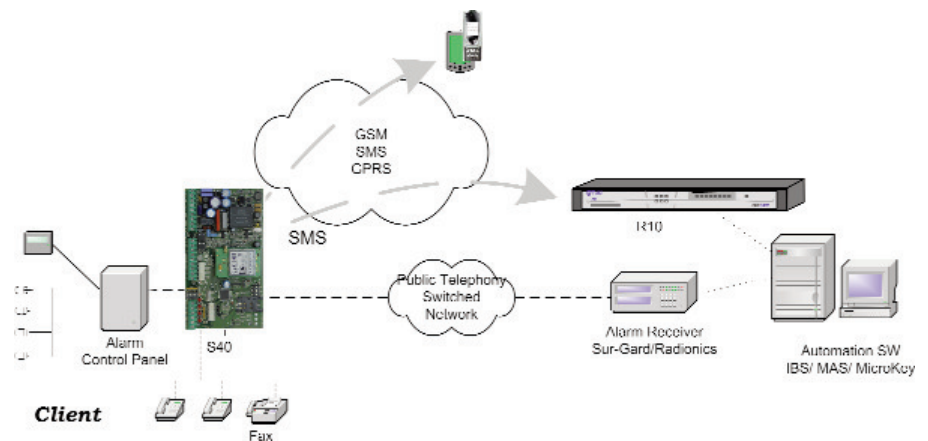 GSM
SMS
GPRS
SMS
R10
Public Telephony
Switched
Network
Alarm
Control Panel
S40
Alarm Receiver
Sur-Gard/Radionics
Automation SW
IBS/ MAS/ MicroKey
Client
Fax